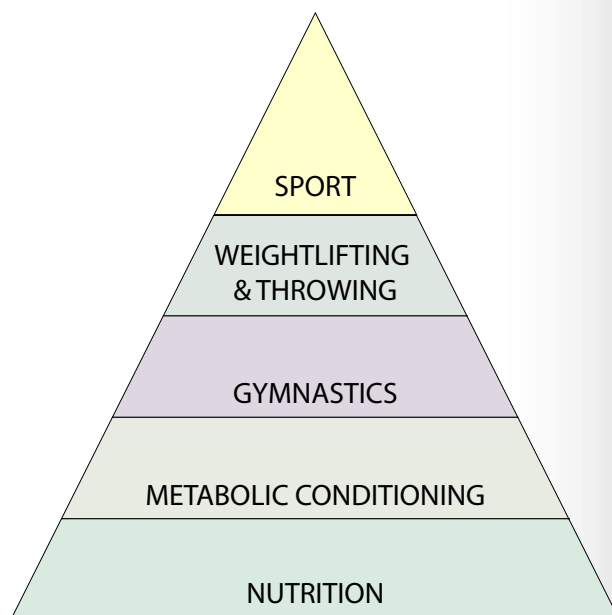 SPORT
WEIGHTLIFTING
& THROWING
GYMNASTICS
METABOLIC CONDITIONING
NUTRITION